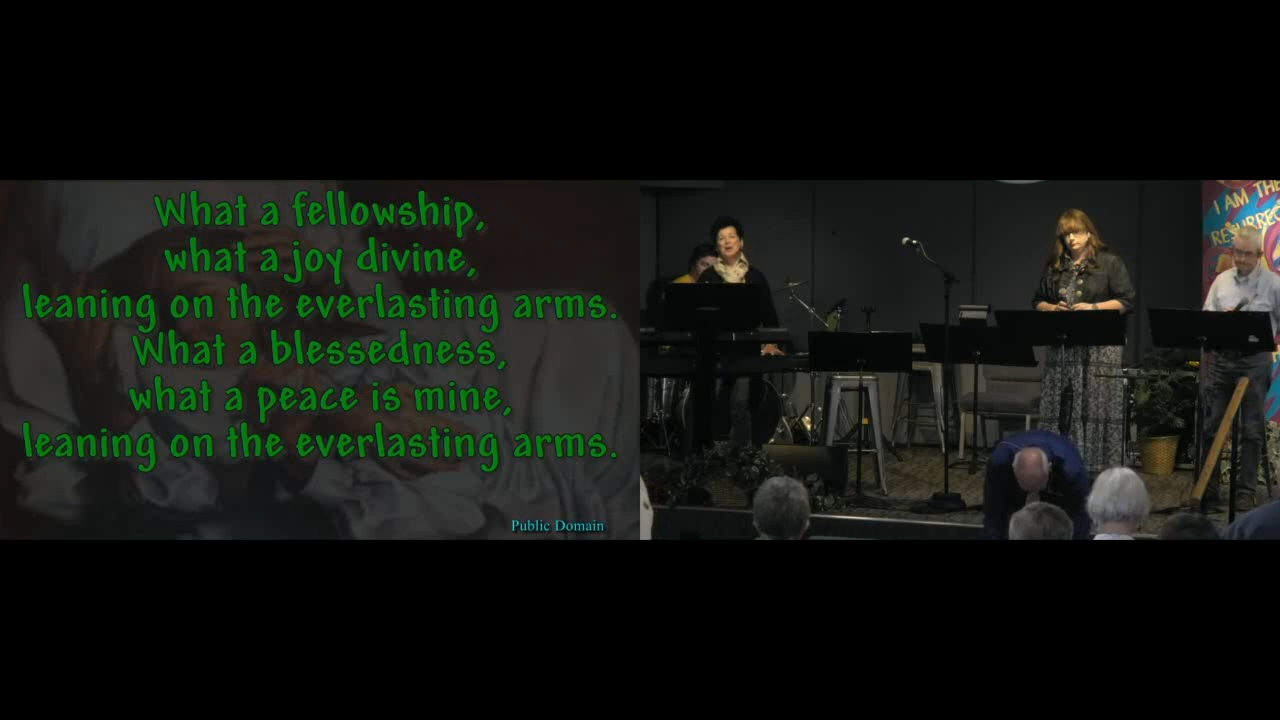 What a fellowship,
what a joy divine,
leaning on the everlasting arms.
What a blessedness,
what a peace is mine,
leaning on the everlasting arms.
Public Domain
I AM THE
RESURREC